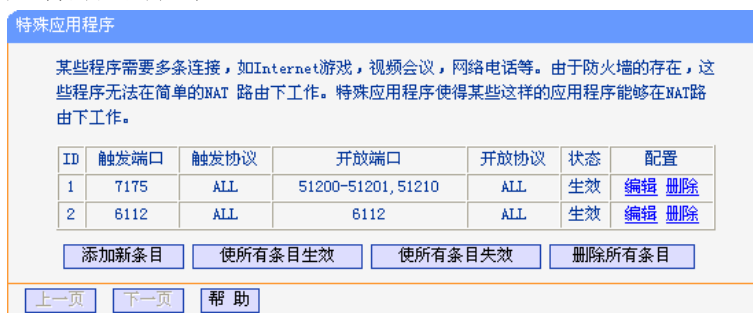 特殊应用程序
某些程序需要多条连接，如Internet游戏，视频会议，网络电话等。由于防火墙的存在，这
些程序无法在简单的NAT 路由下工作。特殊应用程序使得某些这样的应用程序能够在NAT路
由下工作。
ID 触发端口 触发协议 开放端口 开放协议 状态 配置
1 7175 ALL 51200-51201,51210 ALL 生效 编辑 删除
2 6112 ALL 6112 ALL 生效 编辑 删除
添加新条目 使所有条目生效 使所有条目失效 删除所有条目
上一页 下一页 帮 助